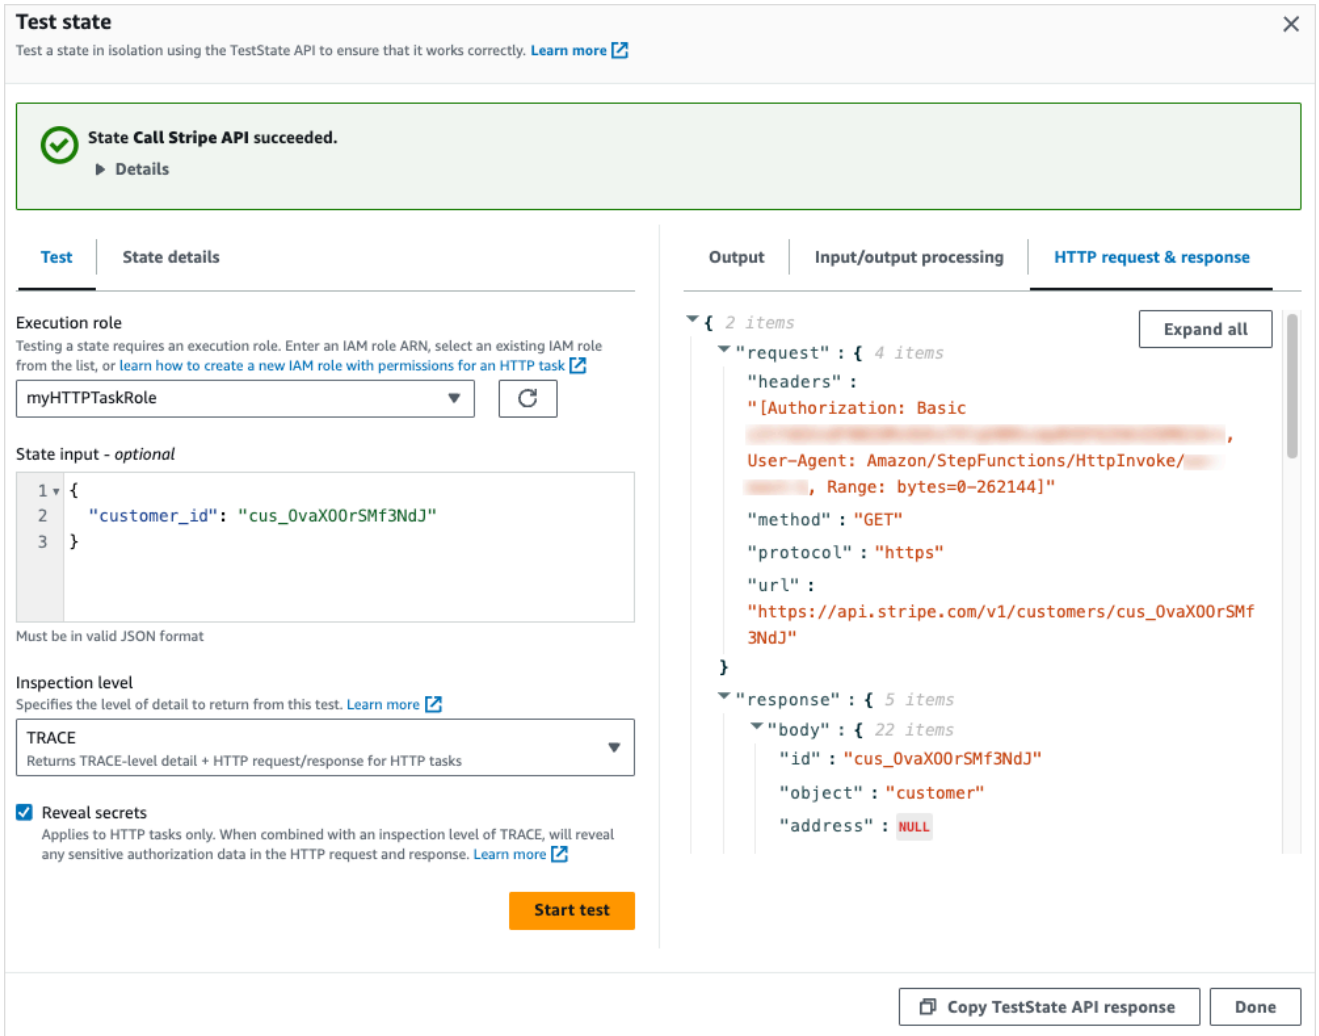 Test state
Test a state in isolation using the TestState API to ensure that it works correctly. Learn more
State Call Stripe API succeeded.
Details
Test
State details
Execution role
Testing a state requires an execution role. Enter an IAM role ARN, select an existing IAM role
from the list, or learn how to create a new IAM role with permissions for an HTTP task
myHTTPTaskRole
State input - optional
1 {
2 "customer_id": "cus_OvaXOOrSMf3NdJ"
3 }
Must be in valid JSON format
Inspection level
Specifies the level of detail to return from this test. Learn more
TRACE
Returns TRACE-level detail + HTTP request/response for HTTP tasks
Reveal secrets
Applies to HTTP tasks only. When combined with an inspection level of TRACE, will reveal
any sensitive authorization data in the HTTP request and response. Learn more
Start test
Output
Input/output processing
HTTP request & response
{ 2 items
Expand all
"request" : { 4 items
"headers" :
"[Authorization: Basic
,
User-Agent: Amazon/StepFunctions/HttpInvoke/
, Range: bytes=0-262144]"
"method" : "GET"
"protocol" : "https"
"url" :
"https://api.stripe.com/v1/customers/cus_OvaXOOrSMf
3NdJ"
}
"response" : { 5 items
"body" : { 22 items
"id" : "cus_OvaXOOrSMf3NdJ"
"object" : "customer"
"address" : NULL
Copy TestState API response
Done